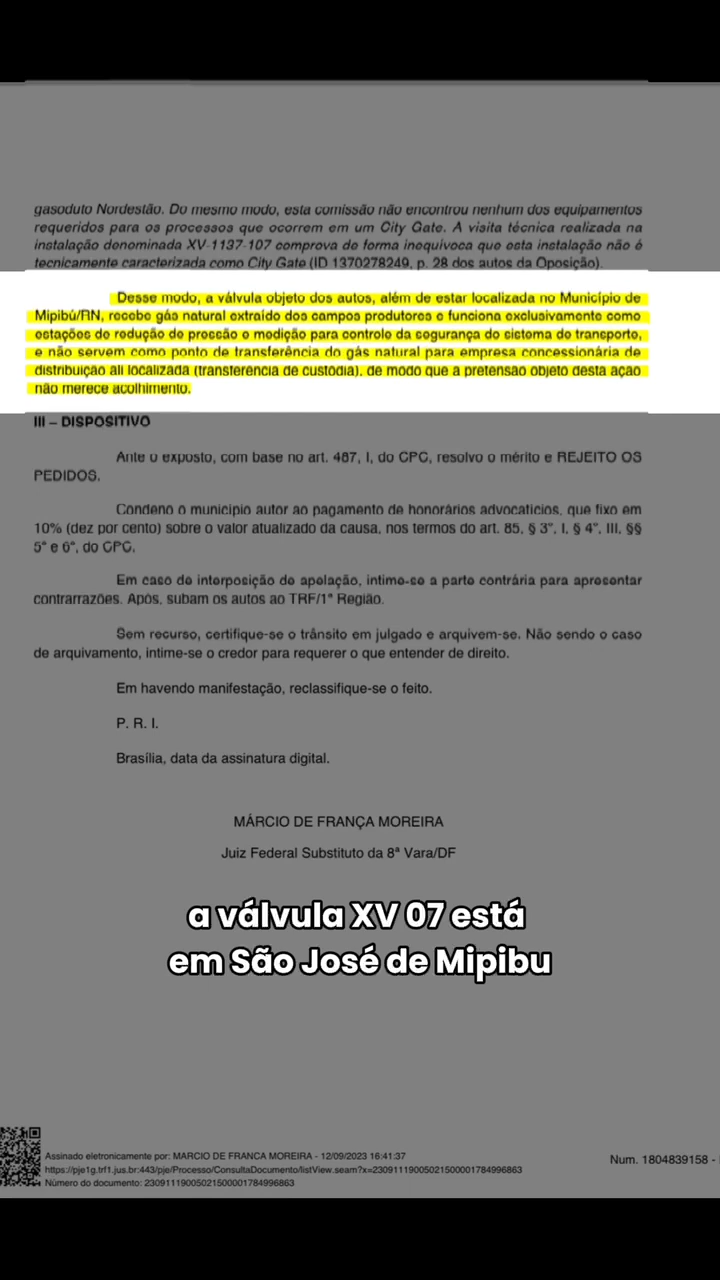 gasoduto Nordestão. Do mesmo modo, esta comissão não encontrou nenhum dos equipamentos
requeridos para os processos que ocorrem em um City Gate. A visita técnica realizada na
instalação denominada XV-1137-107 comprova de forma inequívoca que esta instalação não é
tecnicamente caracterizada como City Gate (ID 1370278249, p. 28 dos autos da Oposição).
Desse modo, a válvula objeto dos autos, além de estar localizada no Município de
Mipibú/RN, recebe gás natural extraído dos campos produtores e funciona exclusivamente como
estações de redução de pressão e medição para controle da segurança do sistema de transporte,
e não servem como ponto de transferência do gás natural para empresa concessionária de
distribuição ali localizada (transferência de custódia), de modo que a pretensão objeto desta ação
não merece acolhimento.
III – DISPOSITIVO
Ante o exposto, com base no art. 487, I, do CPC, resolvo o mérito e REJEITO OS
PEDIDOS.
Condeno o município autor ao pagamento de honorários advocatícios, que fixo em
10% (dez por cento) sobre o valor atualizado da causa, nos termos do art. 85, § 3º, I, § 4º, III, §§
5º e 6º, do CPC.
Em caso de interposição de apelação, intime-se a parte contrária para apresentar
contrarrazões. Após, subam os autos ao TRF/1ª Região.
Sem recurso, certifique-se o trânsito em julgado e arquivem-se. Não sendo o caso
de arquivamento, intime-se o credor para requerer o que entender de direito.
Em havendo manifestação, reclassifique-se o feito.
P. R. I.
Brasília, data da assinatura digital.
MÁRCIO DE FRANÇA MOREIRA
Juiz Federal Substituto da 8ª Vara/DF
a válvula XV 07 está
em São José de Mipibu
Assinado eletronicamente por: MARCIO DE FRANCA MOREIRA - 12/09/2023 16:41:37
https://pje1g.trf1.jus.br:443/pje/Processo/ConsultaDocumento/listView.seam?x=23091119005021500001784996863
Número do documento: 23091119005021500001784996863
Num. 1804839158 -